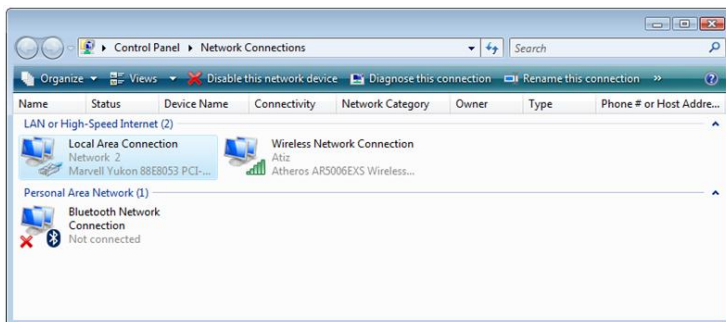 Control Panel ▸ Network Connections Search
Organize Views Disable this network device Diagnose this connection Rename this connection »
Name Status Device Name Connectivity Network Category Owner Type Phone # or Host Addre...
LAN or High-Speed Internet (2)
Local Area Connection
Network 2
Marvell Yukon 88E8053 PCI-...
Wireless Network Connection
Atiz
Atheros AR5006EXS Wireless...
Personal Area Network (1)
Bluetooth Network
Connection
Not connected